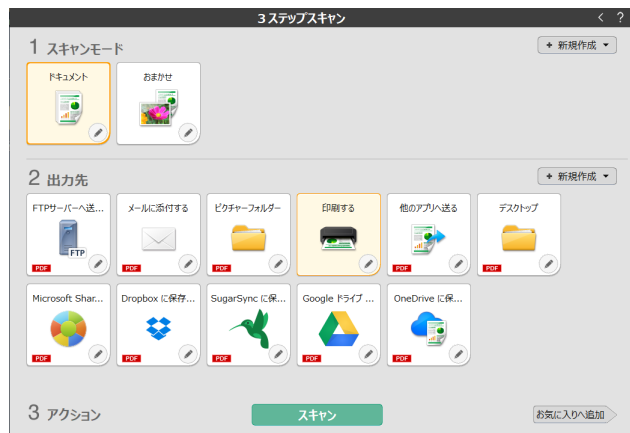 3ステップスキャン
?
1 スキャンモード
+ 新規作成
ドキュメント
おまかせ
2 出力先
+ 新規作成
FTPサーバーへ送...
メールに添付する
ピクチャーフォルダー
印刷する
他のアプリへ送る
デスクトップ
FTP
PDF
PDF
PDF
PDF
PDF
Microsoft Shar...
Dropbox に保存...
SugarSync に保...
Google ドライブ ...
OneDrive に保...
PDF
PDF
PDF
PDF
PDF
3 アクション
スキャン
お気に入りへ追加